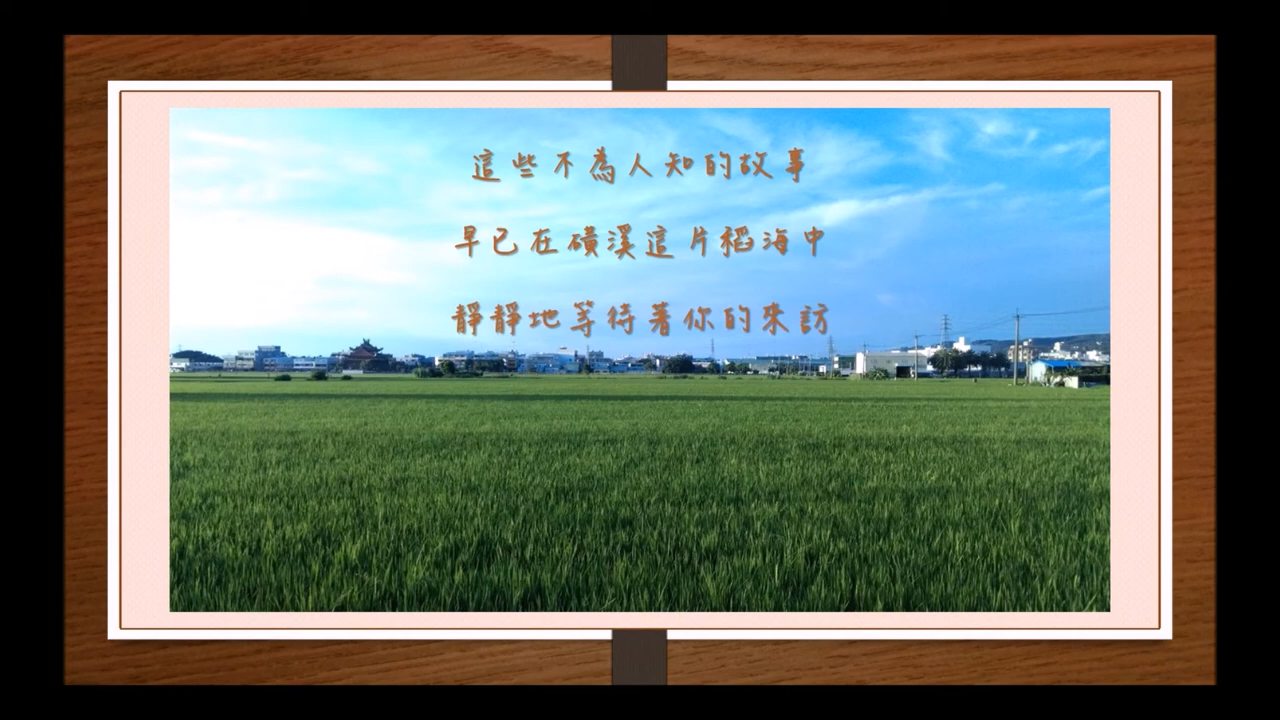 這些不為人知的故事
早已在磺溪這片稻海中
靜靜地等待著你的來訪